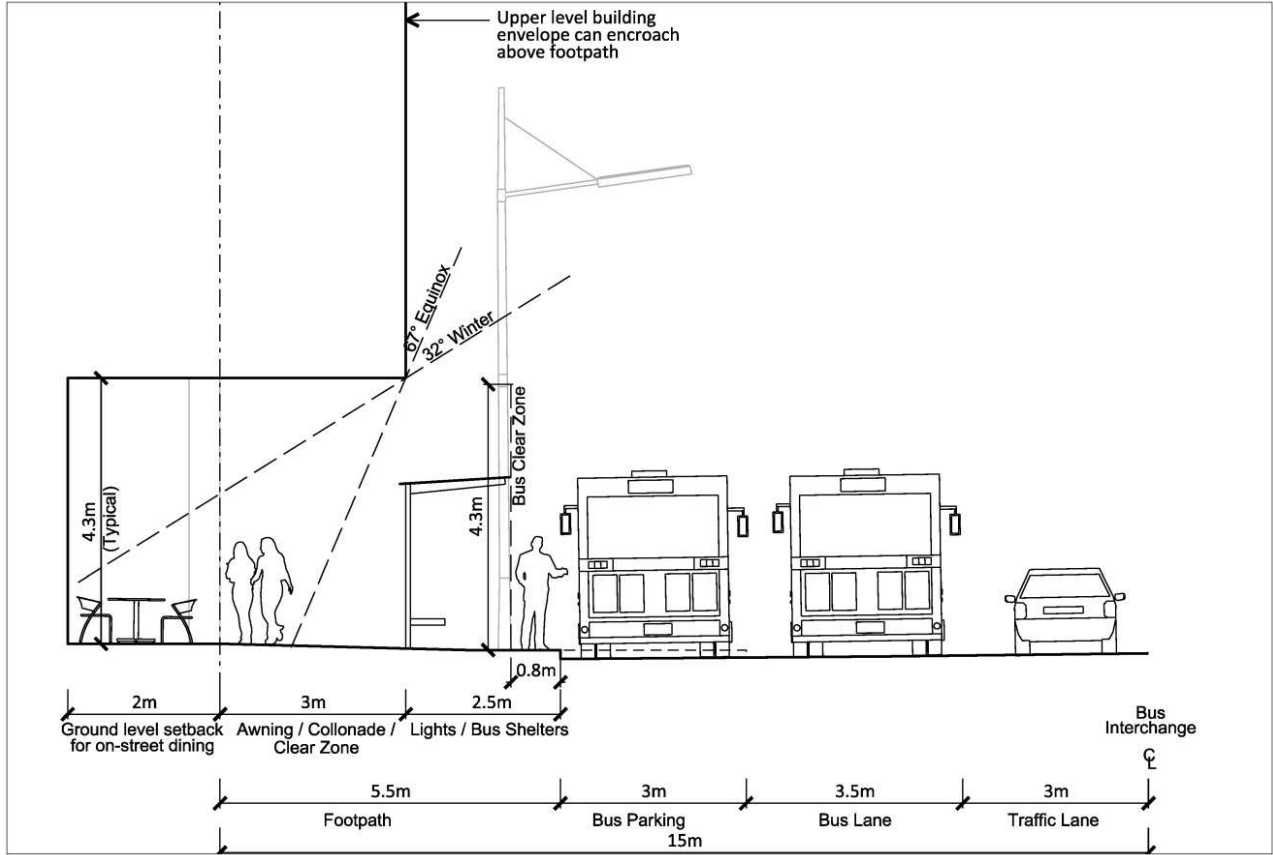 Upper level building
envelope can encroach
above footpath
67° Equinox
32° Winter
4.3m
(Typical)
4.3m
Bus Clear Zone
0.8m
2m
3m
2.5m
Ground level setback
for on-street dining
Awning / Collonade /
Clear Zone
Lights / Bus Shelters
Bus
Interchange
CL
5.5m
3m
3.5m
3m
Footpath
Bus Parking
Bus Lane
Traffic Lane
15m